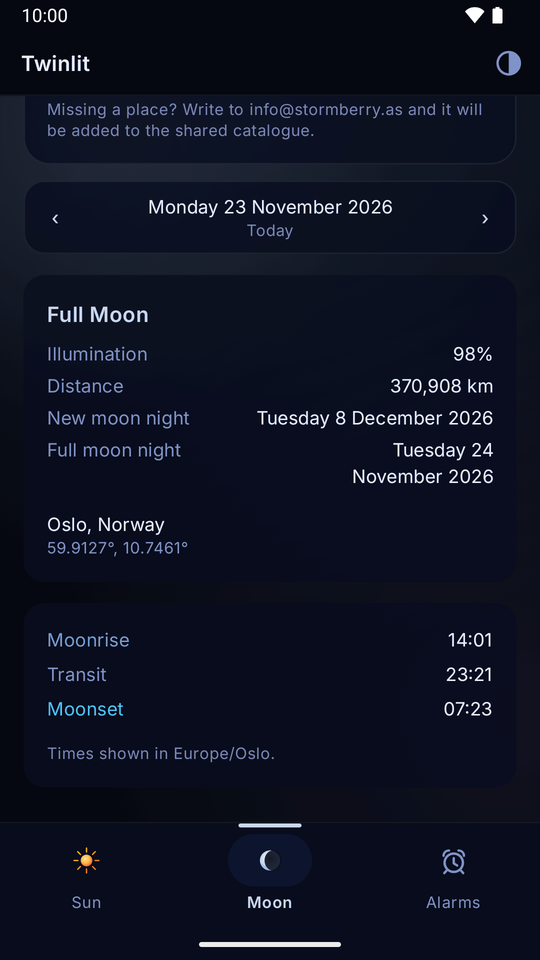 10:00
Twinlit
Missing a place? Write to info@stormberry.as and it will
be added to the shared catalogue.
‹ Monday 23 November 2026 ›
Today
Full Moon
Illumination 98%
Distance 370,908 km
New moon night Tuesday 8 December 2026
Full moon night Tuesday 24
November 2026
Oslo, Norway
59.9127°, 10.7461°
Moonrise 14:01
Transit 23:21
Moonset 07:23
Times shown in Europe/Oslo.
Sun Moon Alarms